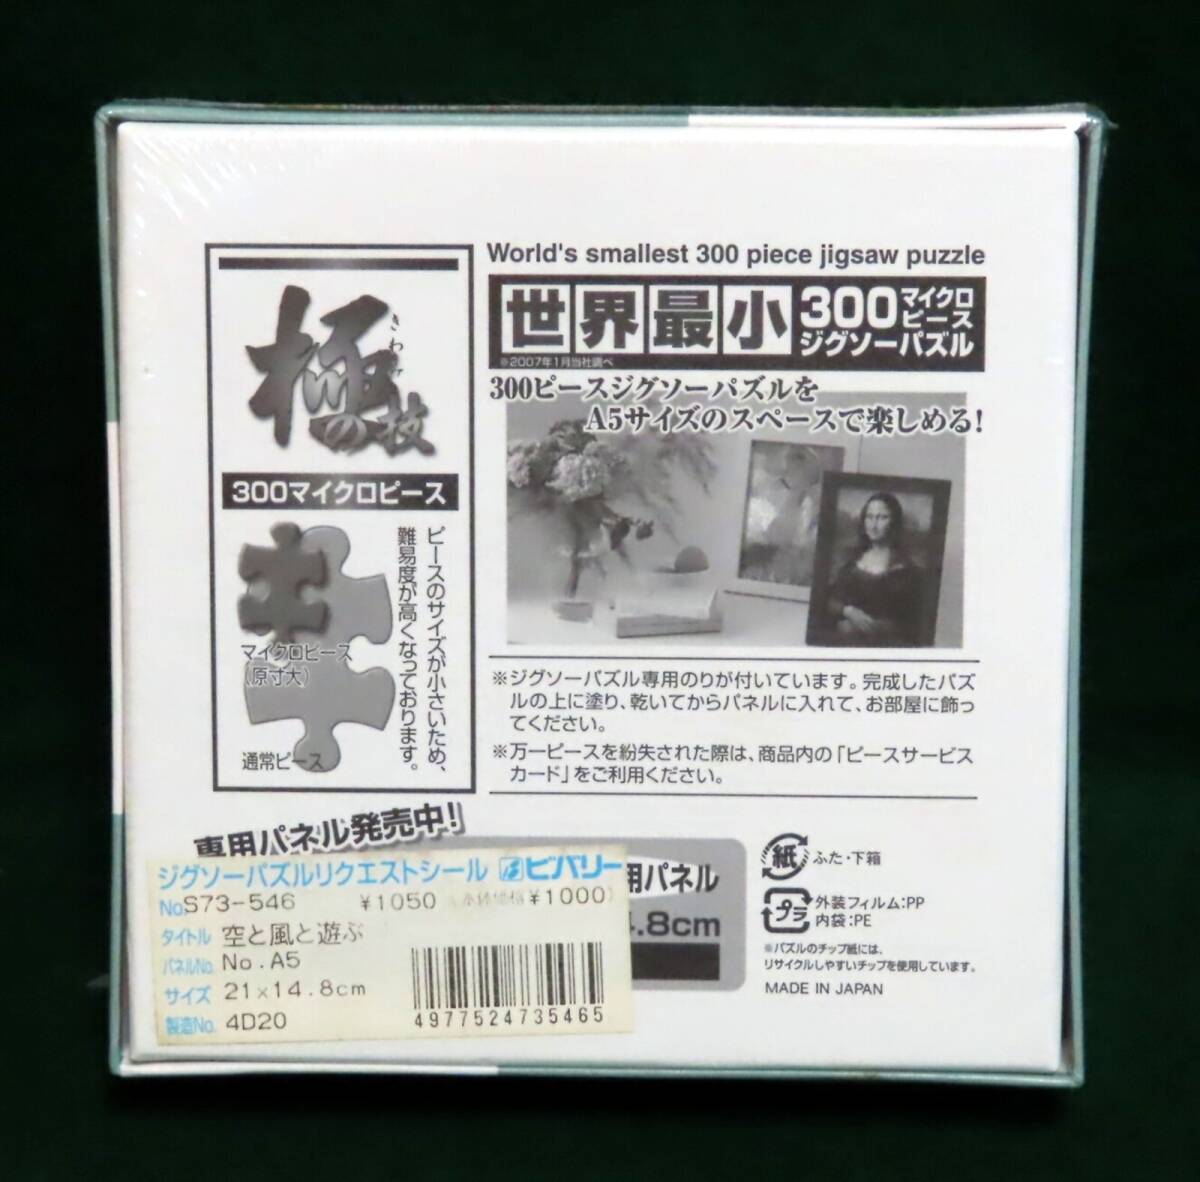 World's smallest 300 piece jigsaw puzzle
世界最小
300マイクロ
ピース
ジグソーパズル
※2007年1月当社調べ
300ピースジグソーパズルを
A5サイズのスペースで楽しめる!
きわみ
極の技
300マイクロピース
ピースのサイズが小さいため、
難易度が高くなっております。
マイクロピース
(原寸大)
通常ピース
※ジグソーパズル専用のりが付いています。完成したパズ
ルの上に塗り、乾いてからパネルに入れて、お部屋に飾っ
てください。
※万一ピースを紛失された際は、商品内の「ピースサービス
カード」をご利用ください。
専用パネル発売中!
用パネル
4.8cm
ジグソーパズルリクエストシール ビバリー
No.S73-546 ¥1050 (本体価格 ¥1000)
タイトル 空と風と遊ぶ
パネルNo. No.A5
サイズ 21×14.8cm
製造No. 4D20
4977524735465
紙 ふた・下箱
プラ 外装フィルム:PP
内袋:PE
※パズルのチップ紙には、
リサイクルしやすいチップを使用しています。
MADE IN JAPAN